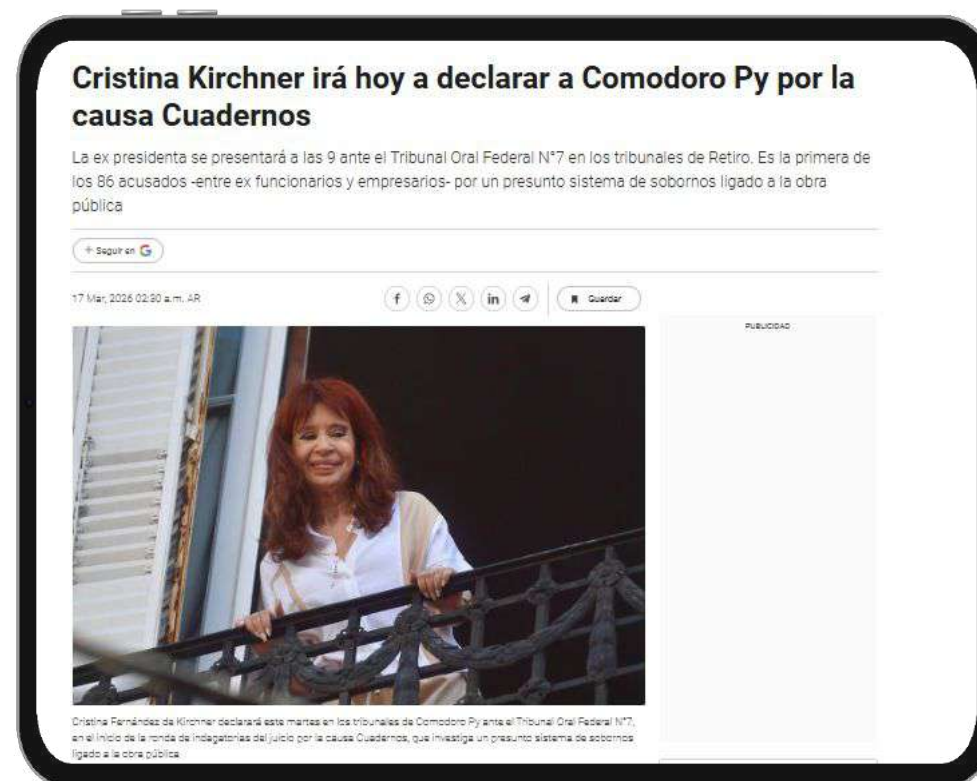 Cristina Kirchner irá hoy a declarar a Comodoro Py por la
causa Cuadernos
La ex presidenta se presentará a las 9 ante el Tribunal Oral Federal N°7 en los tribunales de Retiro. Es la primera de
los 86 acusados -entre ex funcionarios y empresarios- por un presunto sistema de sobornos ligado a la obra
pública
+ Seguir en G
17 Mar, 2026 02:30 a.m. AR
Guardar
PUBLICIDAD
Cristina Fernández de Kirchner declarará este martes en los tribunales de Comodoro Py ante el Tribunal Oral Federal N°7,
en el inicio de la ronda de indagatorias del juicio por la causa Cuadernos, que investiga un presunto sistema de sobornos
ligado a la obra pública